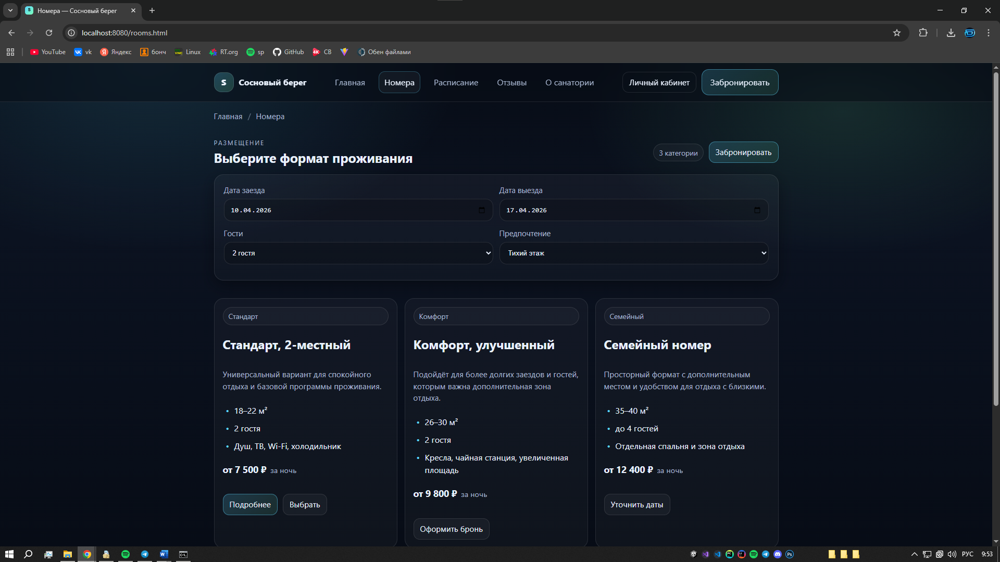 Номера — Сосновый берег
localhost:8080/rooms.html
YouTube
vk
Яндекс
бонч
Linux
RT.org
sp
GitHub
СВ
Обен файлами
S Сосновый берег
Главная
Номера
Расписание
Отзывы
О санатории
Личный кабинет
Забронировать
Главная / Номера
РАЗМЕЩЕНИЕ
Выберите формат проживания
3 категории
Забронировать
Дата заезда
10.04.2026
Дата выезда
17.04.2026
Гости
2 гостя
Предпочтение
Тихий этаж
Стандарт
Стандарт, 2-местный
Универсальный вариант для спокойного
отдыха и базовой программы проживания.
• 18–22 м²
• 2 гостя
• Душ, ТВ, Wi-Fi, холодильник
от 7 500 ₽ за ночь
Подробнее
Выбрать
Комфорт
Комфорт, улучшенный
Подойдёт для более долгих заездов и гостей,
которым важна дополнительная зона
отдыха.
• 26–30 м²
• 2 гостя
• Кресла, чайная станция, увеличенная
площадь
от 9 800 ₽ за ночь
Оформить бронь
Семейный
Семейный номер
Просторный формат с дополнительным
местом и удобством для отдыха с близкими.
• 35–40 м²
• до 4 гостей
• Отдельная спальня и зона отдыха
от 12 400 ₽ за ночь
Уточнить даты
РУС
9:53